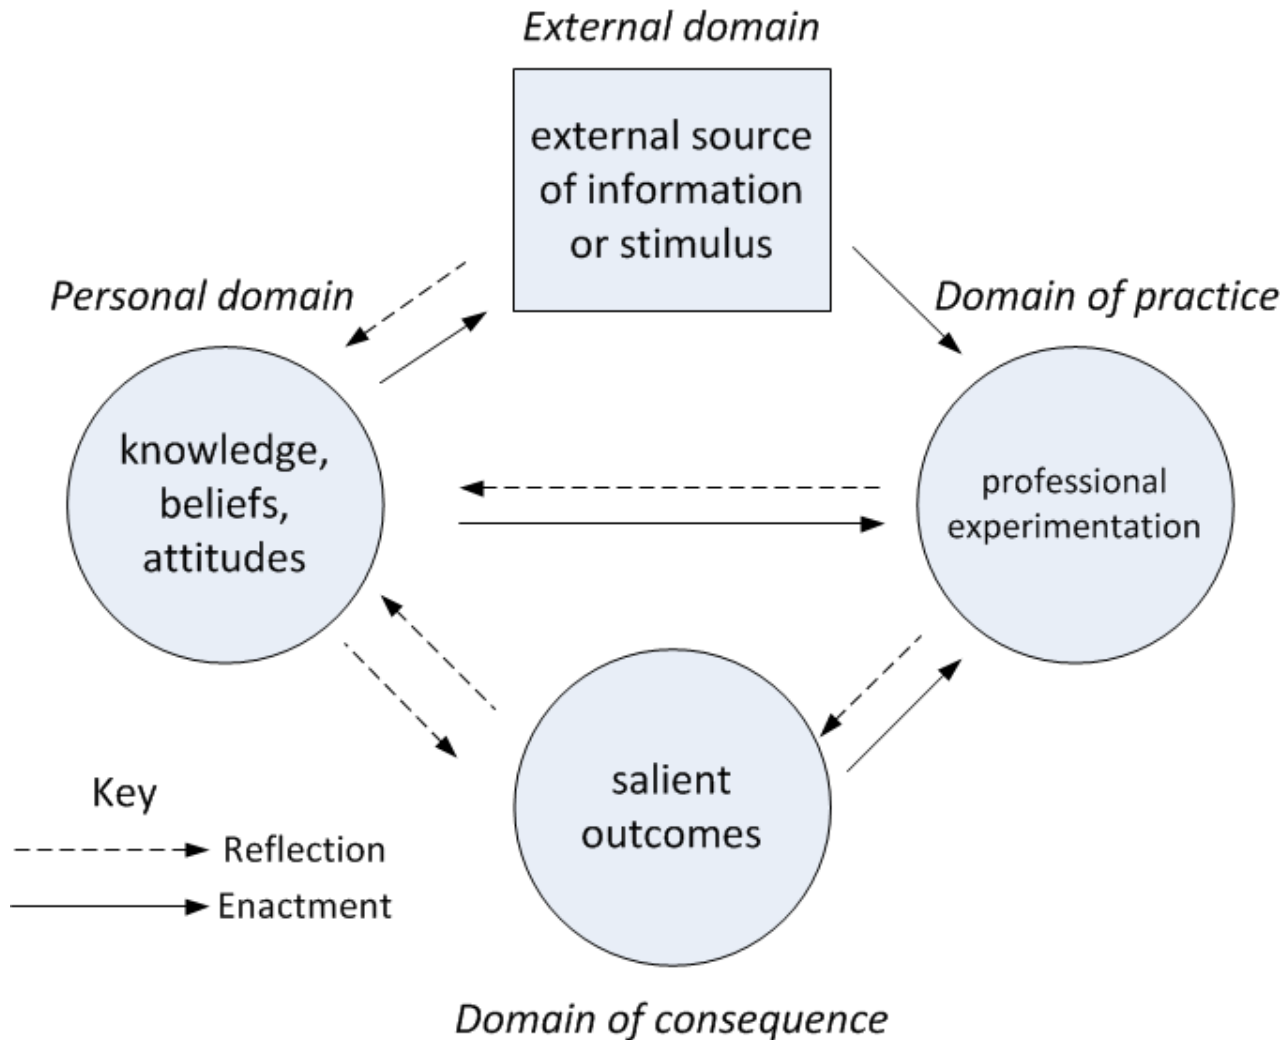 External domain
external source
of information
or stimulus
Personal domain
Domain of practice
knowledge,
beliefs,
attitudes
professional
experimentation
salient
outcomes
Key
Reflection
Enactment
Domain of consequence